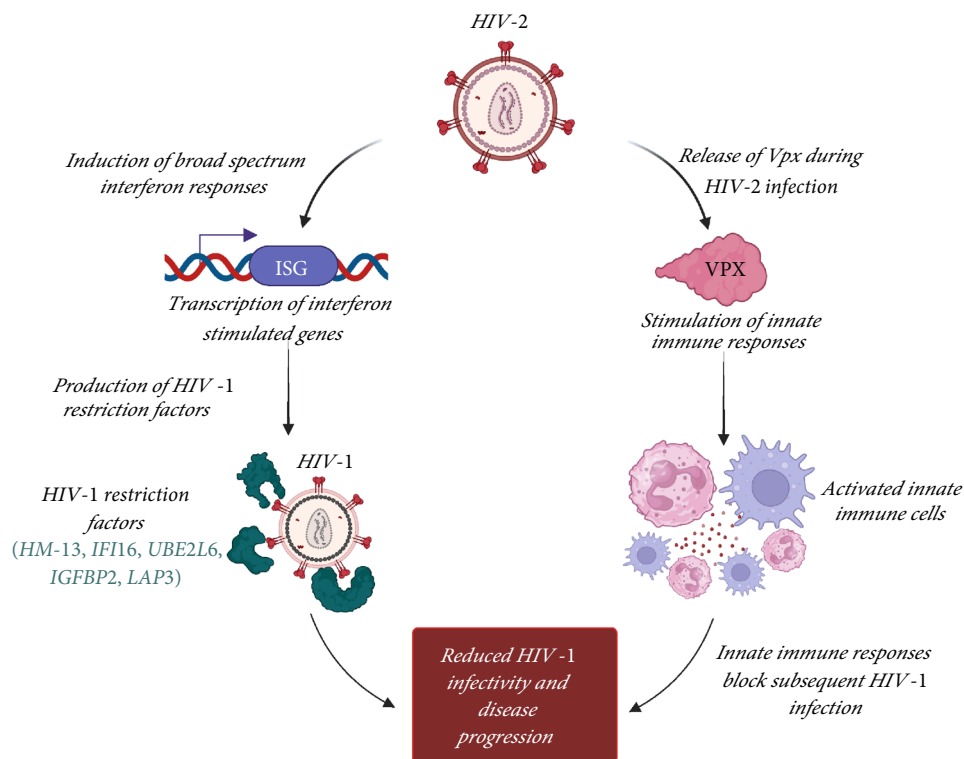 HIV-2
Induction of broad spectrum
interferon responses
Release of Vpx during
HIV-2 infection
ISG
VPX
Transcription of interferon
stimulated genes
Stimulation of innate
immune responses
Production of HIV -1
restriction factors
HIV-1
HIV-1 restriction
factors
(HM-13, IFI16, UBE2L6,
IGFBP2, LAP3)
Activated innate
immune cells
Reduced HIV -1
infectivity and
disease
progression
Innate immune responses
block subsequent HIV-1
infection